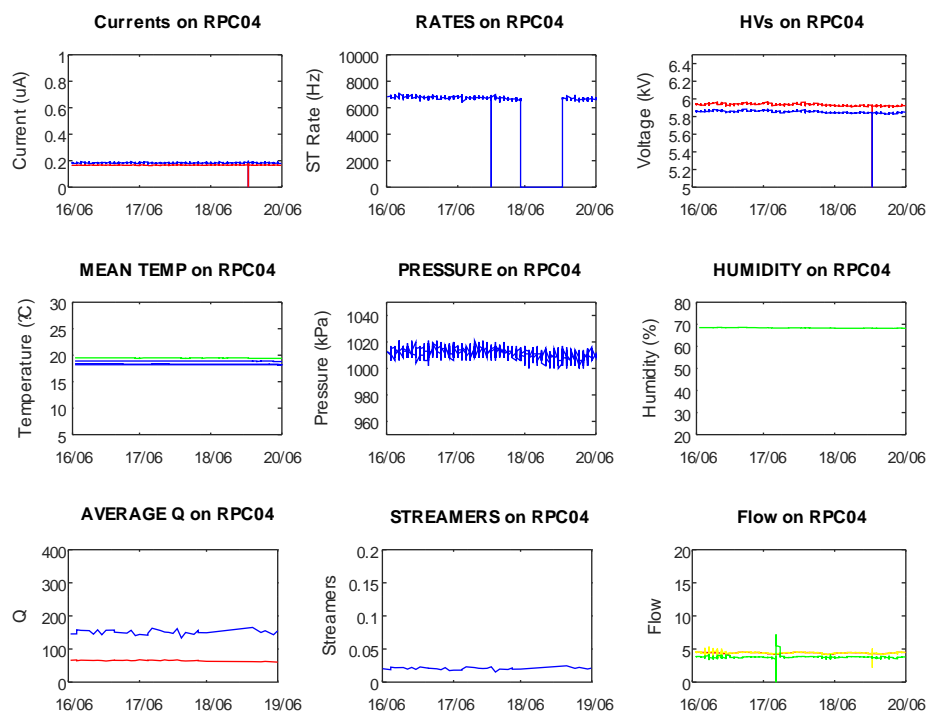 Currents on RPC04
RATES on RPC04
HVs on RPC04
Current (uA)
1
0.8
0.6
0.4
0.2
0
16/06 17/06 18/06 20/06
ST Rate (Hz)
10000
8000
6000
4000
2000
0
16/06 17/06 18/06 20/06
Voltage (kV)
6.4
6.2
6
5.8
5.6
5.4
5.2
5
16/06 17/06 18/06 20/06
MEAN TEMP on RPC04
PRESSURE on RPC04
HUMIDITY on RPC04
Temperature (?C)
30
25
20
15
10
5
16/06 17/06 18/06 20/06
Pressure (kPa)
1040
1020
1000
980
960
16/06 17/06 18/06 20/06
Humidity (%)
80
70
60
50
40
30
20
16/06 17/06 18/06 20/06
AVERAGE Q on RPC04
STREAMERS on RPC04
Flow on RPC04
Q
400
300
200
100
0
16/06 17/06 18/06 19/06
Streamers
0.2
0.15
0.1
0.05
0
16/06 17/06 18/06 19/06
Flow
20
15
10
5
0
16/06 17/06 18/06 20/06